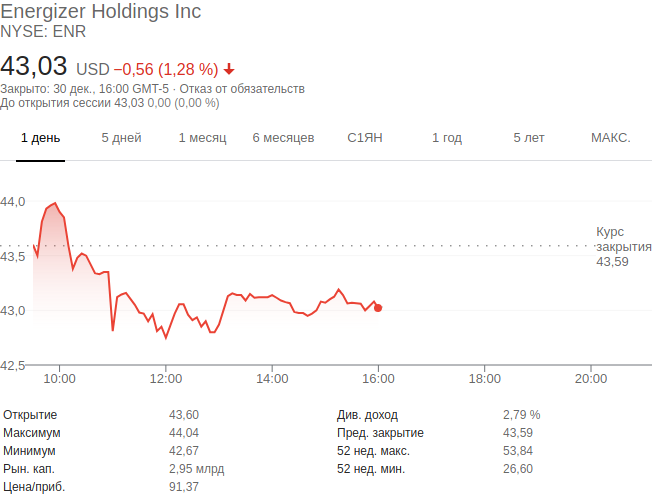 Energizer Holdings Inc
NYSE: ENR
43,03 USD −0,56 (1,28 %)
Закрыто: 30 дек., 16:00 GMT-5 · Отказ от обязательств
До открытия сессии 43,03 0,00 (0,00 %)
1 день 5 дней 1 месяц 6 месяцев С1ЯН 1 год 5 лет МАКС.
44,0
Курс
закрытия
43,59
43,5
43,0
42,5
10:00 12:00 14:00 16:00 18:00 20:00
Открытие 43,60 Див. доход 2,79 %
Максимум 44,04 Пред. закрытие 43,59
Минимум 42,67 52 нед. макс. 53,84
Рын. кап. 2,95 млрд 52 нед. мин. 26,60
Цена/приб. 91,37